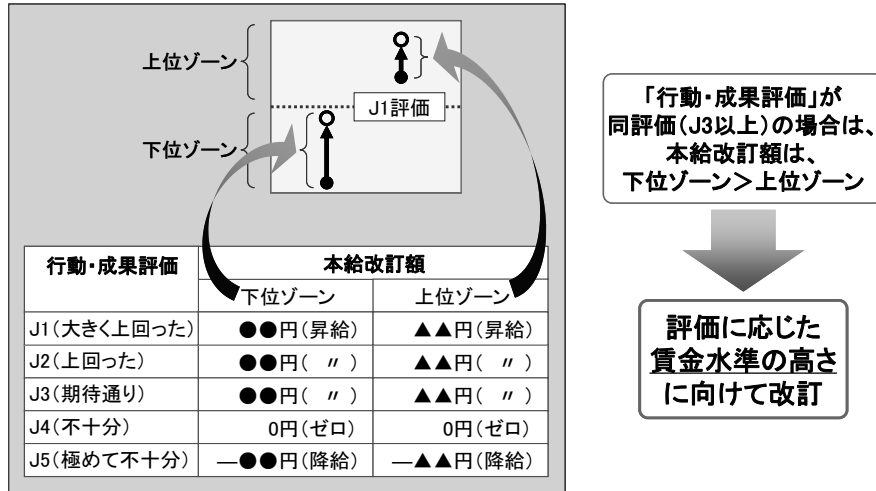 上位ゾーン
J1評価
下位ゾーン
行動・成果評価 本給改訂額
下位ゾーン 上位ゾーン
J1(大きく上回った) ●●円(昇給) ▲▲円(昇給)
J2(上回った) ●●円( 〃 ) ▲▲円( 〃 )
J3(期待通り) ●●円( 〃 ) ▲▲円( 〃 )
J4(不十分) 0円(ゼロ) 0円(ゼロ)
J5(極めて不十分) ―●●円(降給) ―▲▲円(降給)
「行動・成果評価」が
同評価(J3以上)の場合は、
本給改訂額は、
下位ゾーン>上位ゾーン
評価に応じた
賃金水準の高さ
に向けて改訂